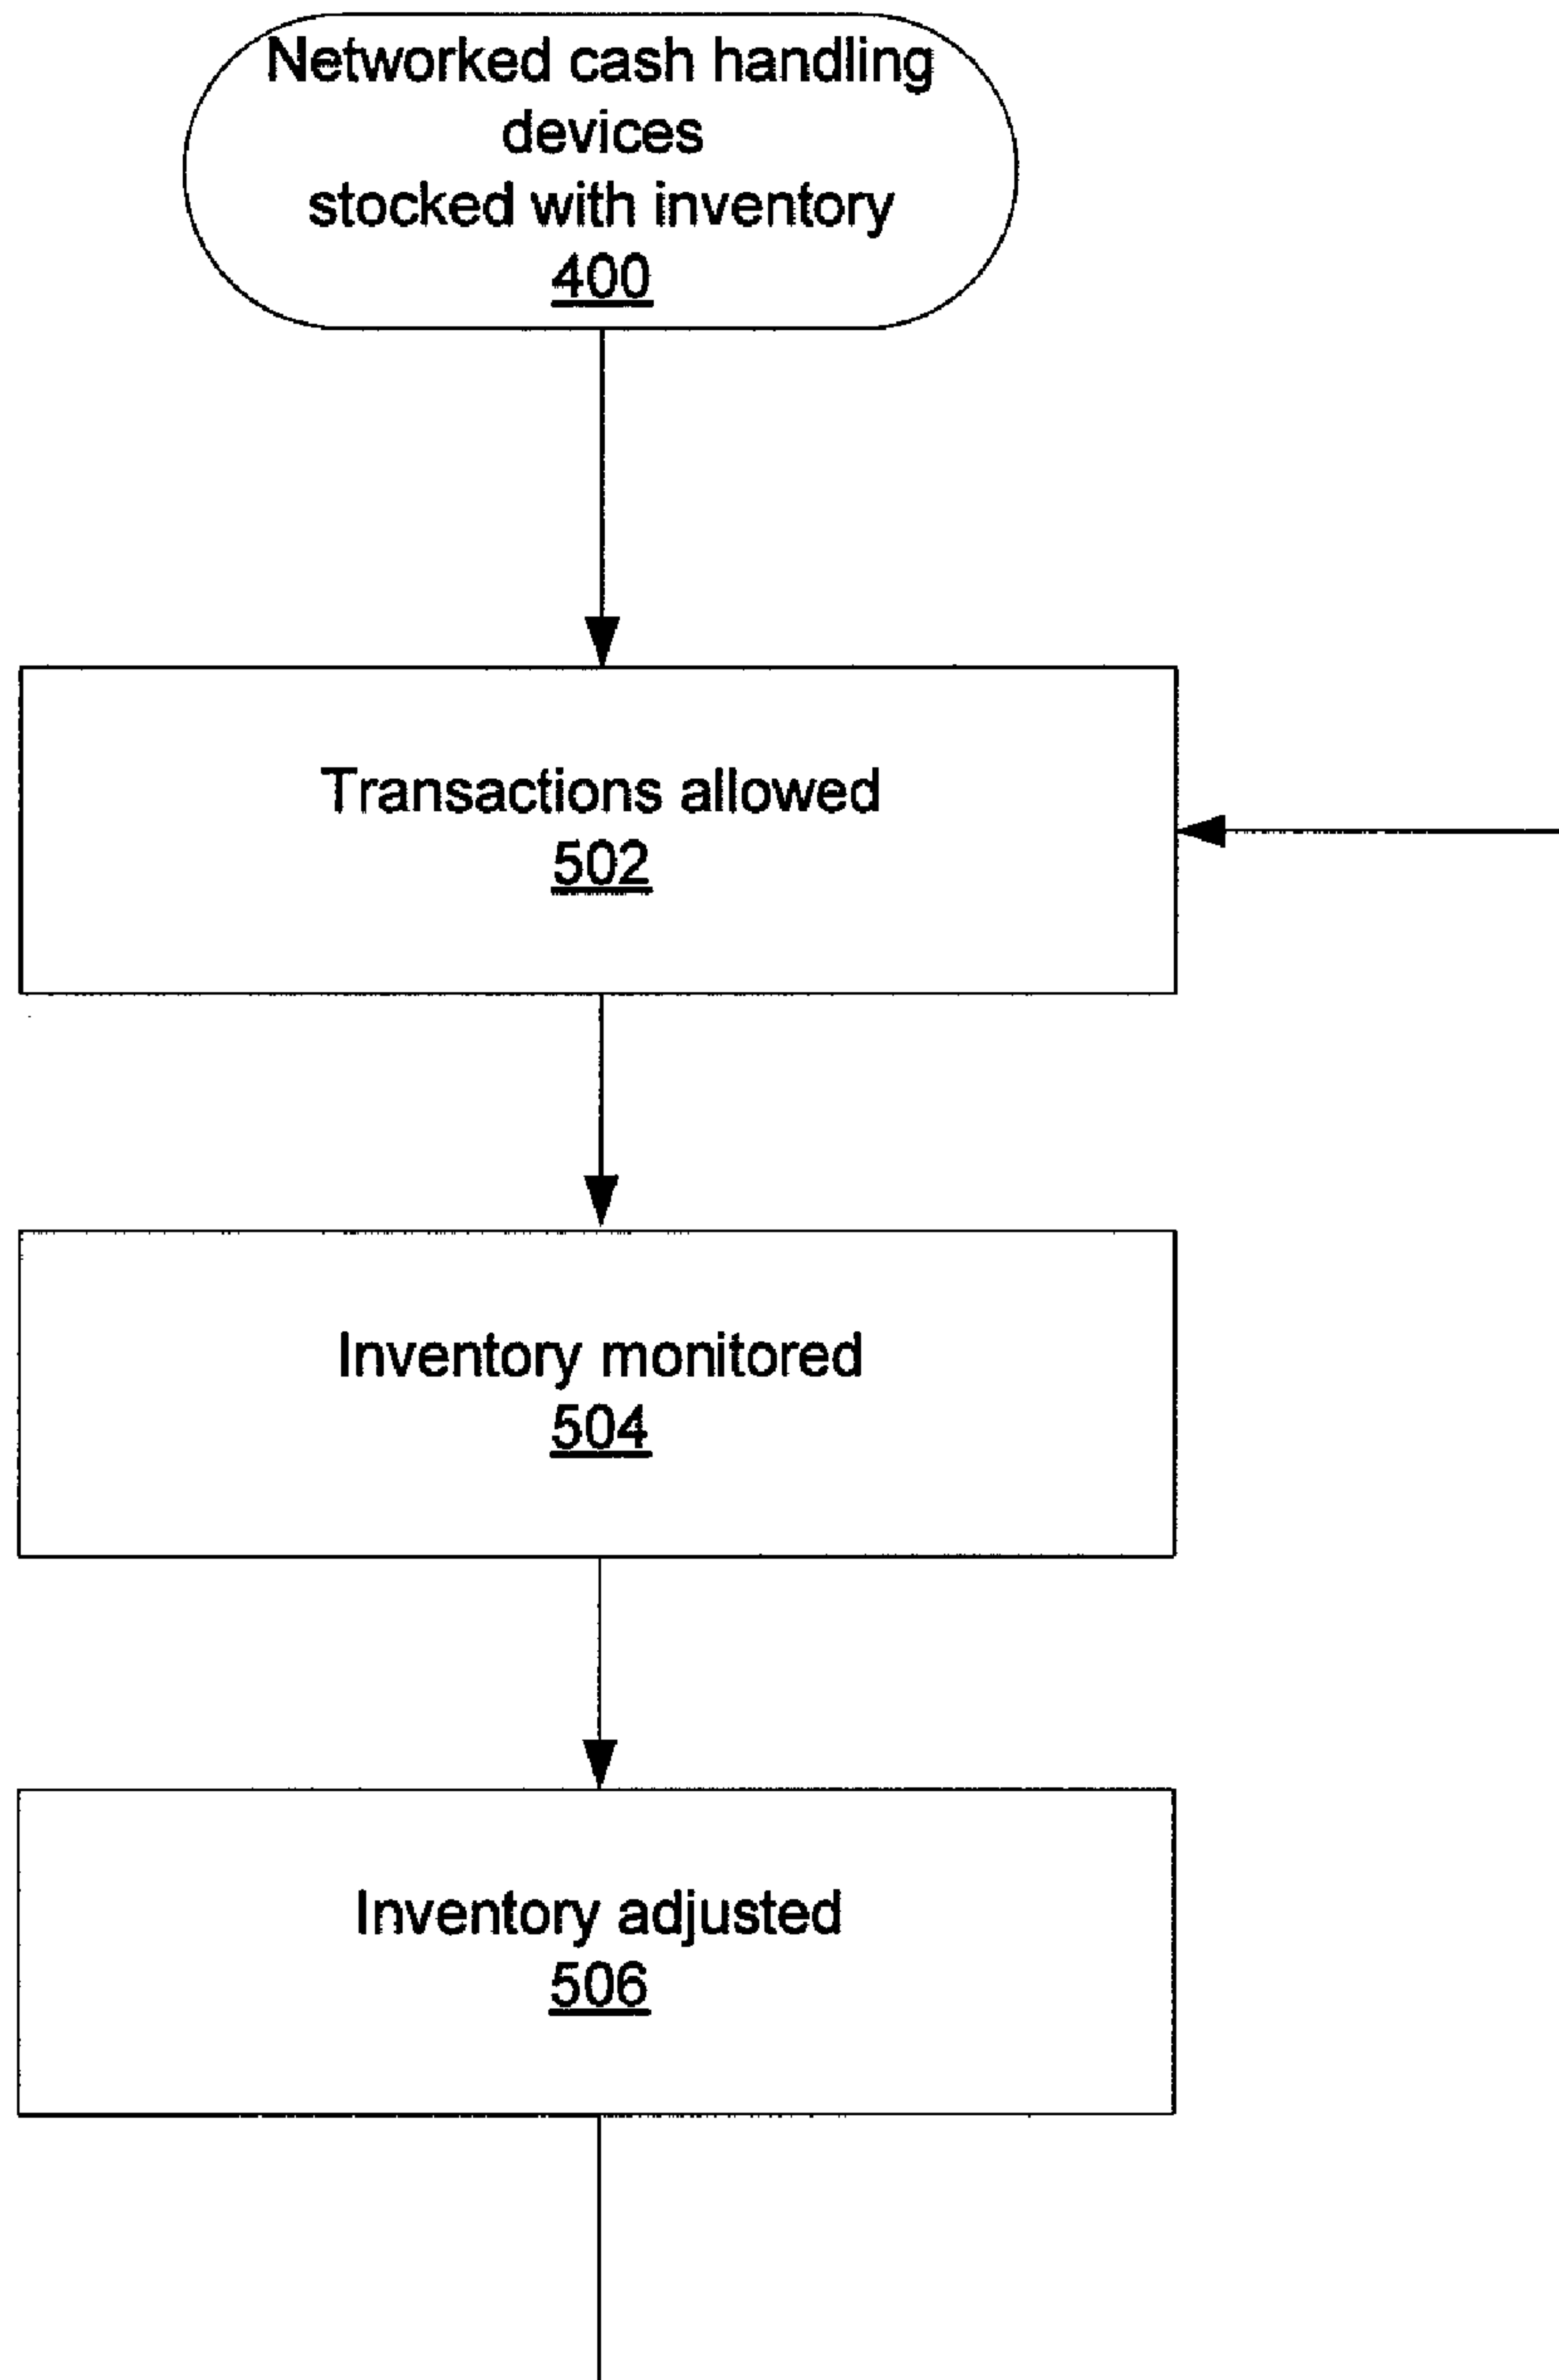 Networked cash handling
devices
stocked with inventory
400
Transactions allowed
502
Inventory monitored
504
Inventory adjusted
506